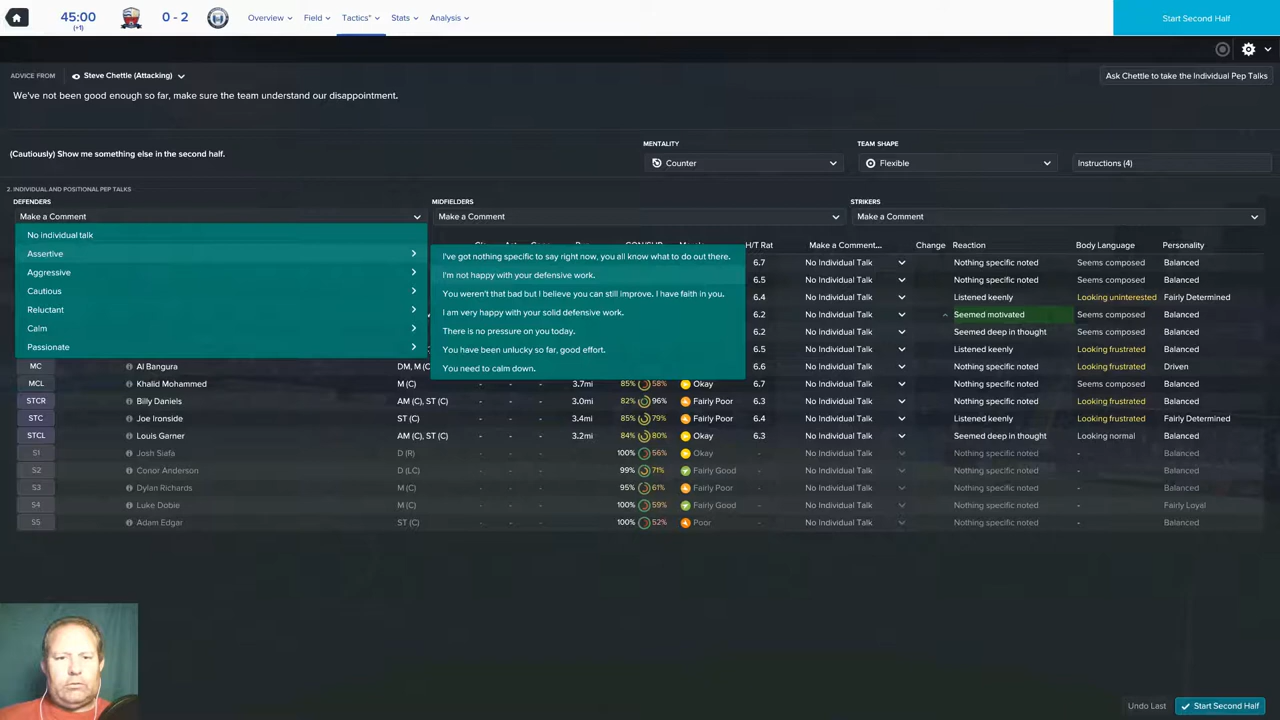 45:00
(+1)
0 - 2
Overview Field Tactics* Stats Analysis
Start Second Half
ADVICE FROM Steve Chettle (Attacking)
Ask Chettle to take the Individual Pep Talks
We've not been good enough so far, make sure the team understand our disappointment.
MENTALITY TEAM SHAPE
(Cautiously) Show me something else in the second half.
Counter Flexible Instructions (4)
2. INDIVIDUAL AND POSITIONAL PEP TALKS
DEFENDERS MIDFIELDERS STRIKERS
Make a Comment Make a Comment Make a Comment
No individual talk
Assertive
Aggressive
Cautious
Reluctant
Calm
Passionate
I've got nothing specific to say right now, you all know what to do out there.
I'm not happy with your defensive work.
You weren't that bad but I believe you can still improve. I have faith in you.
I am very happy with your solid defensive work.
There is no pressure on you today.
You have been unlucky so far, good effort.
You need to calm down.
H/T Rat Make a Comment... Change Reaction Body Language Personality
6.7 No Individual Talk Nothing specific noted Seems composed Balanced
6.5 No Individual Talk Nothing specific noted Seems composed Balanced
6.4 No Individual Talk Listened keenly Looking uninterested Fairly Determined
6.2 No Individual Talk Seemed motivated Seems composed Balanced
6.2 No Individual Talk Seemed deep in thought Seems composed Balanced
6.5 No Individual Talk Listened keenly Looking frustrated Balanced
MC Al Bangura DM, M 6.6 No Individual Talk Nothing specific noted Looking frustrated Driven
MCL Khalid Mohammed M (C) - - - 3.7mi 85% 58% Okay 6.7 No Individual Talk Nothing specific noted Seems composed Balanced
STCR Billy Daniels AM (C), ST (C) - - - 3.0mi 82% 96% Fairly Poor 6.3 No Individual Talk Nothing specific noted Looking frustrated Balanced
STC Joe Ironside ST (C) - - - 3.4mi 85% 79% Fairly Poor 6.4 No Individual Talk Listened keenly Looking frustrated Fairly Determined
STCL Louis Garner AM (C), ST (C) - - - 3.2mi 84% 80% Okay 6.3 No Individual Talk Seemed deep in thought Looking normal Balanced
S1 Josh Siafa D (R) - - - 100% 56% Okay - No Individual Talk Nothing specific noted - Balanced
S2 Conor Anderson D (LC) - - - 99% 71% Fairly Good - No Individual Talk Nothing specific noted - Balanced
S3 Dylan Richards M (C) - - - 95% 61% Fairly Poor - No Individual Talk Nothing specific noted - Balanced
S4 Luke Dobie M (C) - - - 100% 59% Fairly Good - No Individual Talk Nothing specific noted - Fairly Loyal
S5 Adam Edgar ST (C) - - - 100% 52% Poor - No Individual Talk Nothing specific noted - Balanced
Undo Last Start Second Half